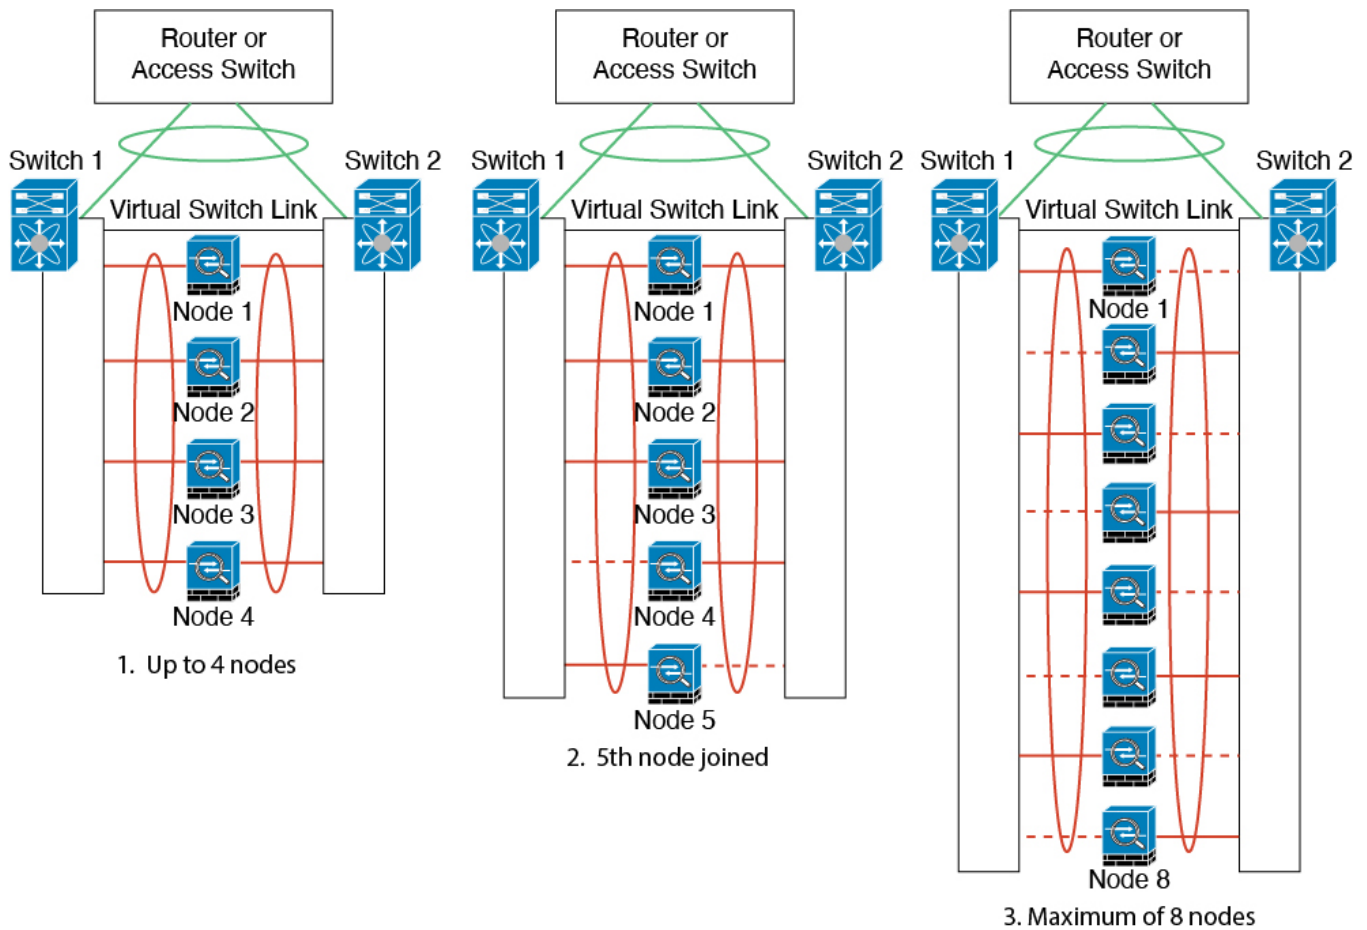 Router or
Access Switch
Switch 1
Switch 2
Virtual Switch Link
Node 1
Node 2
Node 3
Node 4
1. Up to 4 nodes
Router or
Access Switch
Switch 1
Switch 2
Virtual Switch Link
Node 1
Node 2
Node 3
Node 4
Node 5
2. 5th node joined
Router or
Access Switch
Switch 1
Switch 2
Virtual Switch Link
Node 1
Node 8
3. Maximum of 8 nodes